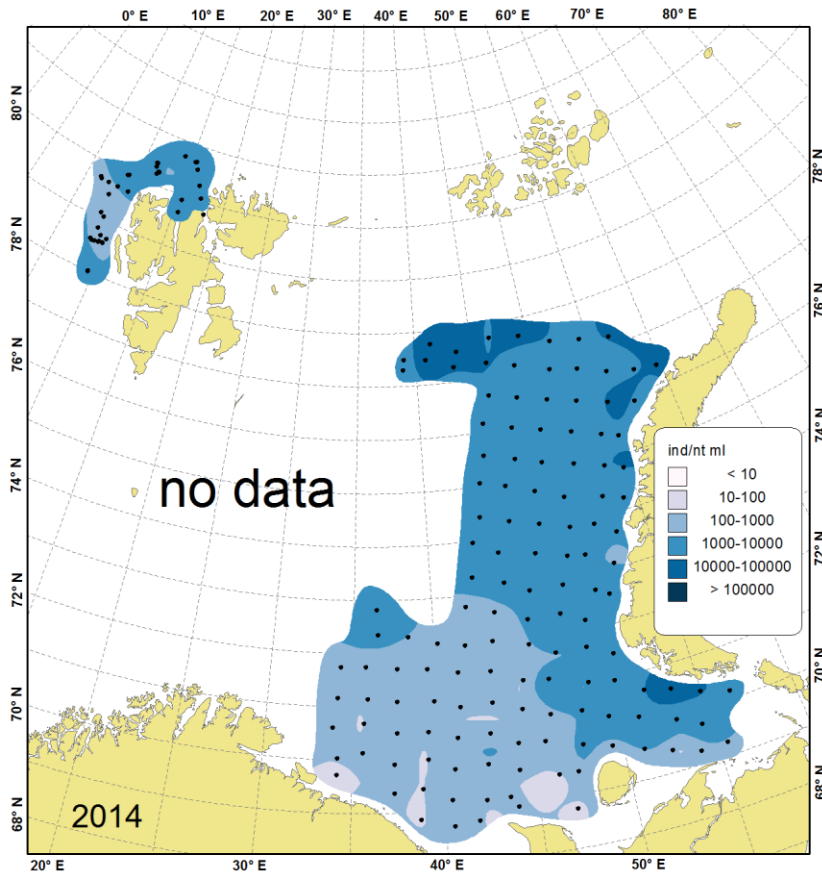 0° E 10° E 20° E 30° E 40° E 50° E 60° E 70° E 80° E
80° N
78° N
76° N
74° N
72° N
70° N
68° N
78° N
76° N
74° N
72° N
70° N
no data
ind/nt ml
< 10
10-100
100-1000
1000-10000
10000-100000
> 100000
2014
20° E 30° E 40° E 50° E